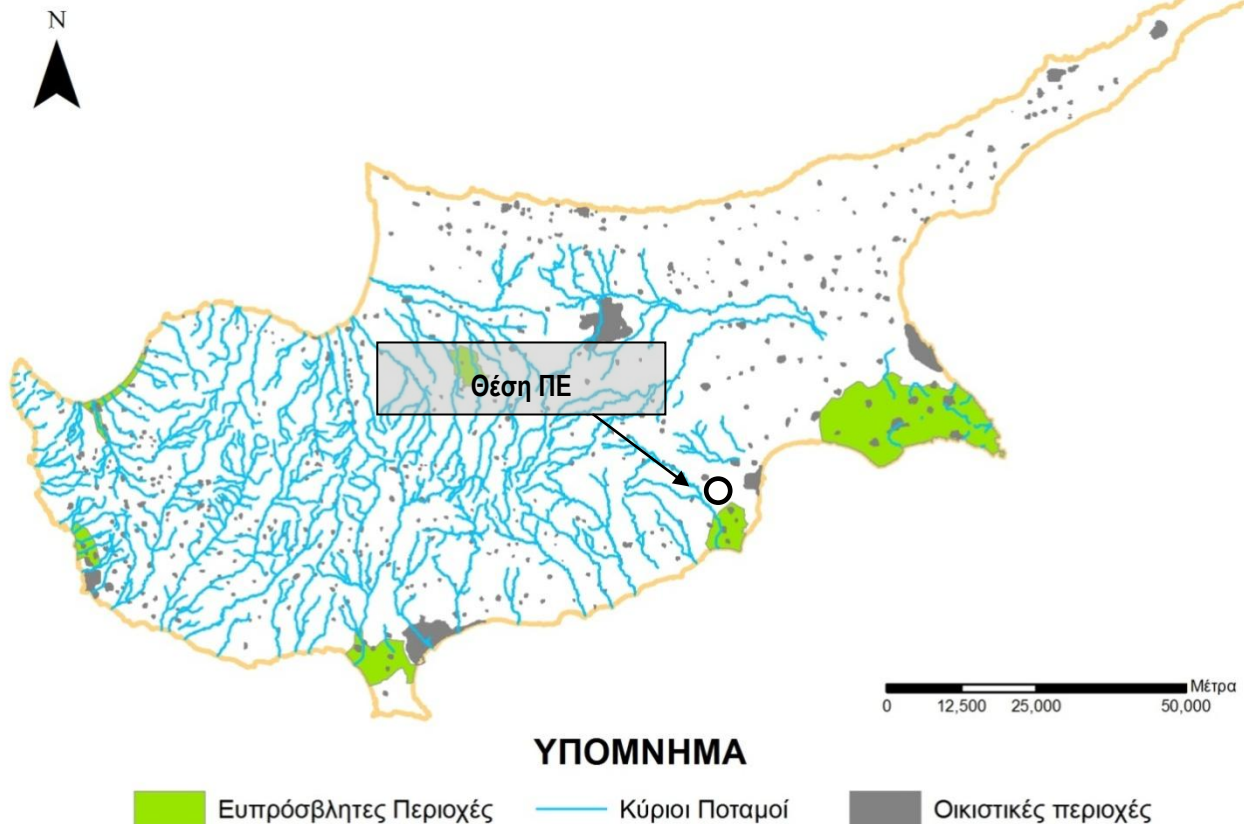 N
Θέση ΠΕ
Μέτρα
0 12,500 25,000 50,000
ΥΠΟΜΝΗΜΑ
Ευπρόσβλητες Περιοχές Κύριοι Ποταμοί Οικιστικές περιοχές